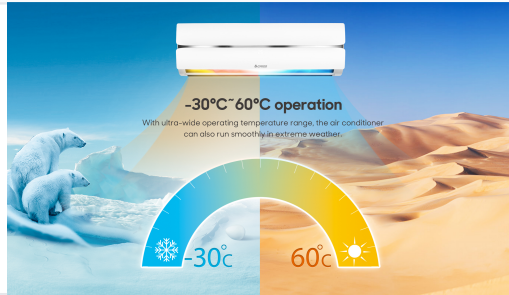 -30°C~60°C operation
With ultra-wide operating temperature range, the air conditioner
can also run smoothly in extreme weather.
-30°C
60°C